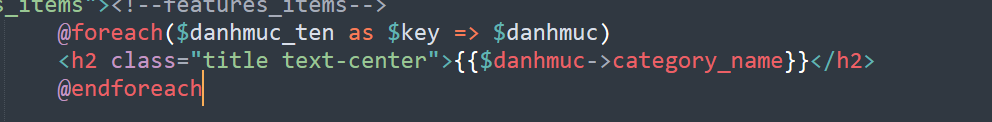 s_items"><!--features_items-->
@foreach($danhmuc_ten as $key => $danhmuc)
<h2 class="title text-center">{{$danhmuc->category_name}}</h2>
@endforeach